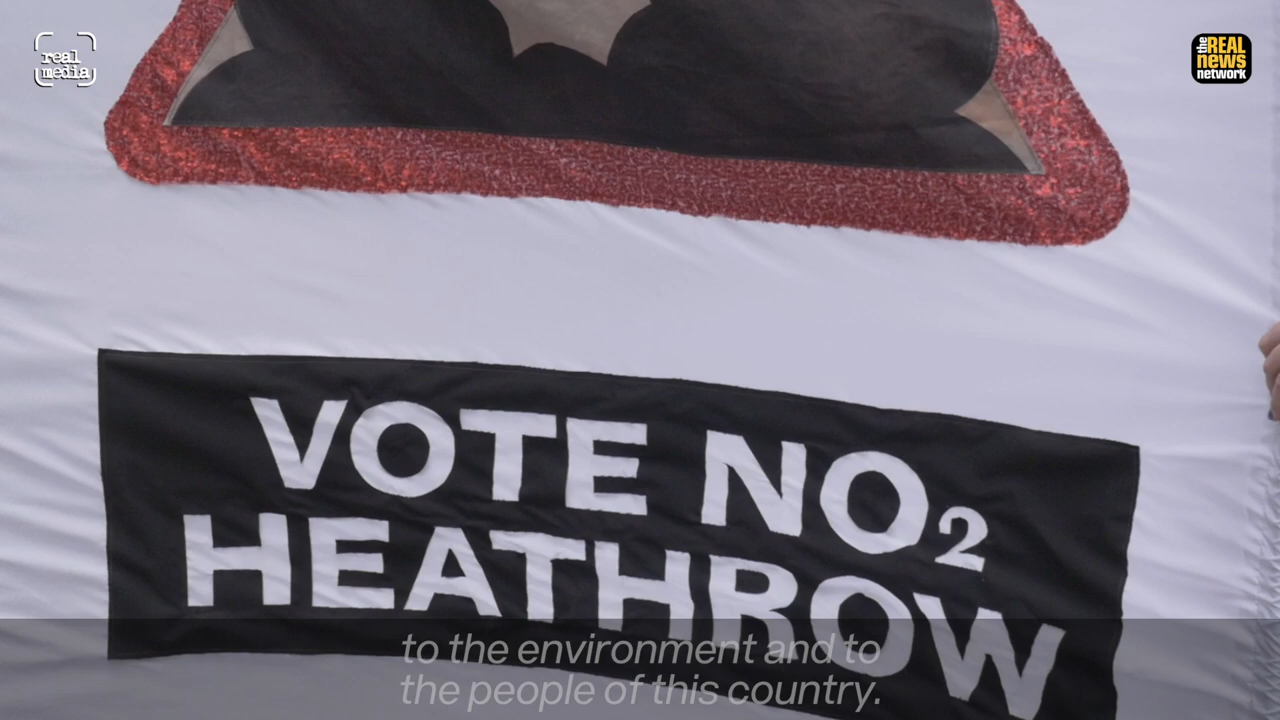 real
media
the REAL
news
network
VOTE NO₂
HEATHROW
to the environment and to
the people of this country.